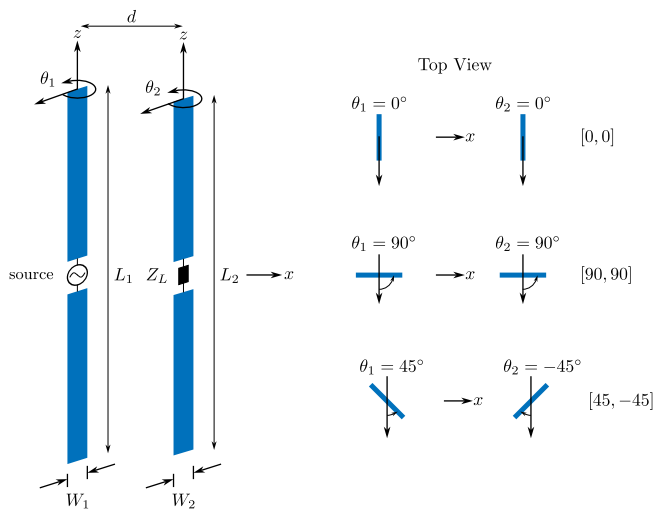 d
z
z
θ₁
θ₂
source
Z_L
L₁
L₂
x
W₁
W₂
Top View
θ₁ = 0°
θ₂ = 0°
x
[0, 0]
θ₁ = 90°
θ₂ = 90°
x
[90, 90]
θ₁ = 45°
θ₂ = −45°
x
[45, −45]